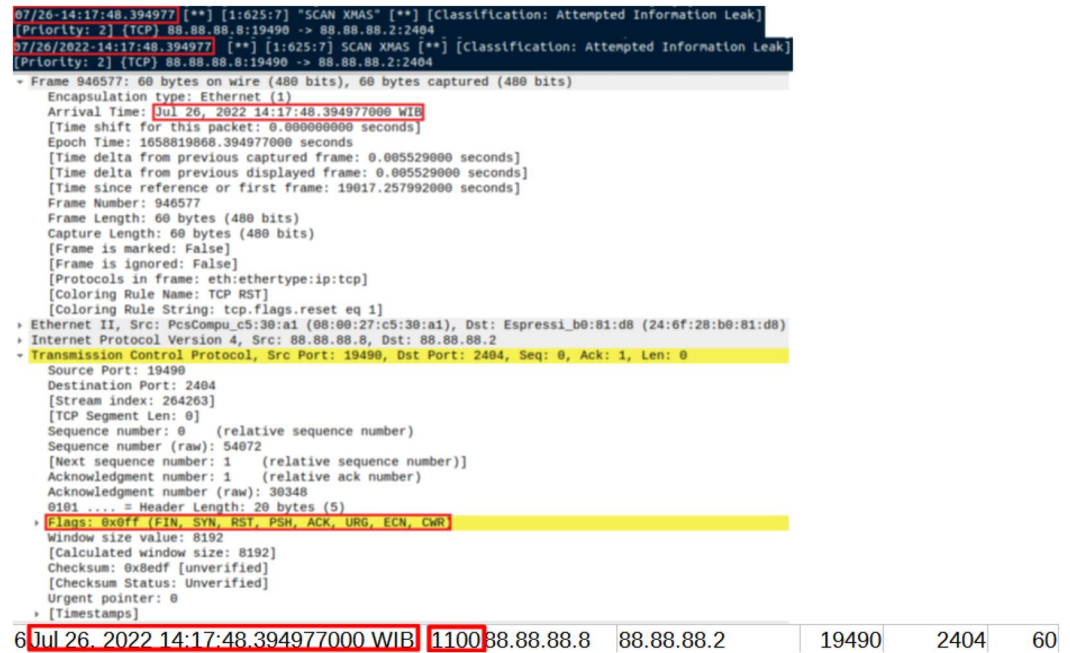 07/26-14:17:48.394977 [**] [1:625:7] "SCAN XMAS" [**] [Classification: Attempted Information Leak]
[Priority: 2] {TCP} 88.88.88.8:19490 -> 88.88.88.2:2404
07/26/2022-14:17:48.394977 [**] [1:625:7] SCAN XMAS [**] [Classification: Attempted Information Leak]
[Priority: 2] {TCP} 88.88.88.8:19490 -> 88.88.88.2:2404
Frame 946577: 60 bytes on wire (480 bits), 60 bytes captured (480 bits)
Encapsulation type: Ethernet (1)
Arrival Time: Jul 26, 2022 14:17:48.394977000 WIB
[Time shift for this packet: 0.000000000 seconds]
Epoch Time: 1658819868.394977000 seconds
[Time delta from previous captured frame: 0.005529000 seconds]
[Time delta from previous displayed frame: 0.005529000 seconds]
[Time since reference or first frame: 19017.257992000 seconds]
Frame Number: 946577
Frame Length: 60 bytes (480 bits)
Capture Length: 60 bytes (480 bits)
[Frame is marked: False]
[Frame is ignored: False]
[Protocols in frame: eth:ethertype:ip:tcp]
[Coloring Rule Name: TCP RST]
[Coloring Rule String: tcp.flags.reset eq 1]
Ethernet II, Src: PcsCompu_c5:30:a1 (08:00:27:c5:30:a1), Dst: Espressi_b0:81:d8 (24:6f:28:b0:81:d8)
Internet Protocol Version 4, Src: 88.88.88.8, Dst: 88.88.88.2
Transmission Control Protocol, Src Port: 19490, Dst Port: 2404, Seq: 0, Ack: 1, Len: 0
Source Port: 19490
Destination Port: 2404
[Stream index: 264263]
[TCP Segment Len: 0]
Sequence number: 0 (relative sequence number)
Sequence number (raw): 54072
[Next sequence number: 1 (relative sequence number)]
Acknowledgment number: 1 (relative ack number)
Acknowledgment number (raw): 30348
0101 .... = Header Length: 20 bytes (5)
Flags: 0x0ff (FIN, SYN, RST, PSH, ACK, URG, ECN, CWR)
Window size value: 8192
[Calculated window size: 8192]
Checksum: 0x8edf [unverified]
[Checksum Status: Unverified]
Urgent pointer: 0
[Timestamps]
6 Jul 26, 2022 14:17:48.394977000 WIB 1100 88.88.88.8 88.88.88.2 19490 2404 60